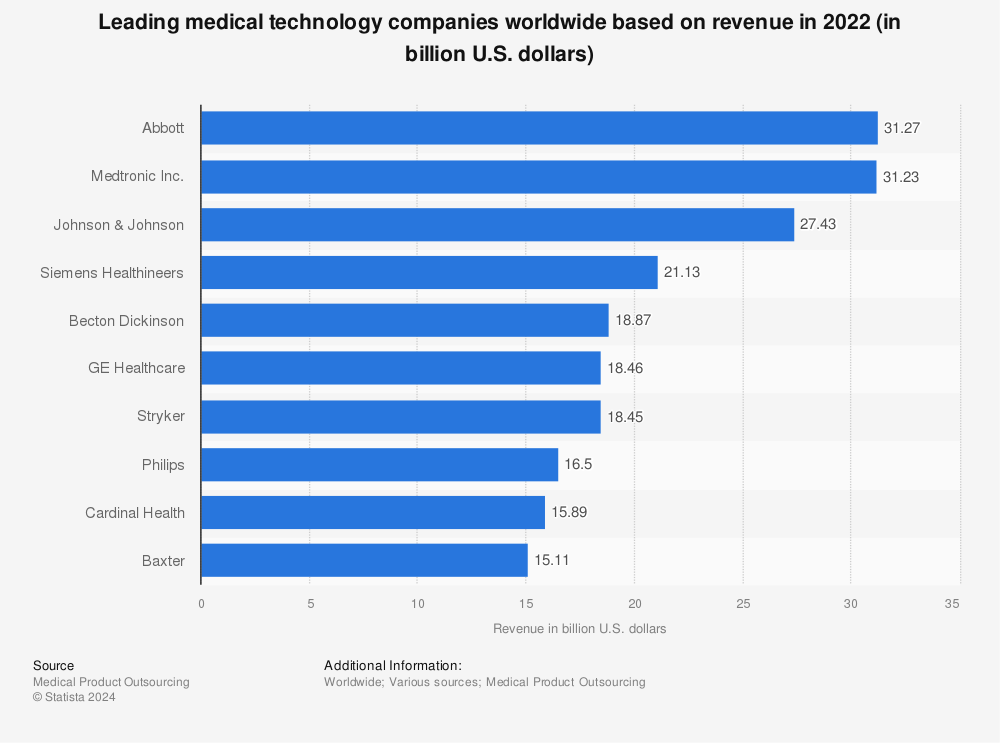 Leading medical technology companies worldwide based on revenue in 2022 (in
billion U.S. dollars)
Abbott 31.27
Medtronic Inc. 31.23
Johnson & Johnson 27.43
Siemens Healthineers 21.13
Becton Dickinson 18.87
GE Healthcare 18.46
Stryker 18.45
Philips 16.5
Cardinal Health 15.89
Baxter 15.11
0 5 10 15 20 25 30 35
Revenue in billion U.S. dollars
Source
Medical Product Outsourcing
© Statista 2024
Additional Information:
Worldwide; Various sources; Medical Product Outsourcing